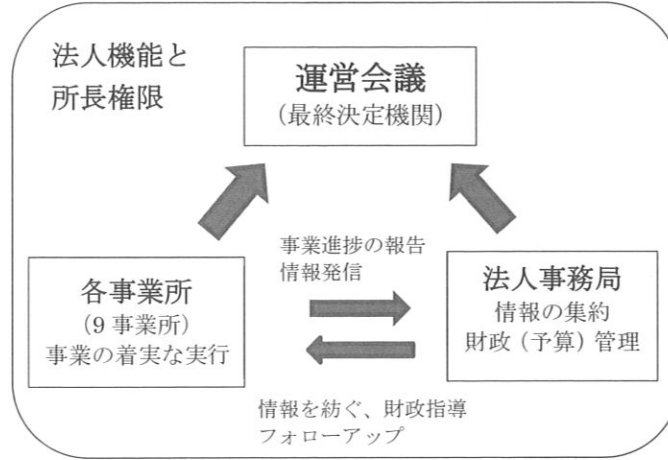 法人機能と
所長権限
運営会議
（最終決定機関）
事業進捗の報告
情報発信
各事業所
（9 事業所）
事業の着実な実行
法人事務局
情報の集約
財政（予算）管理
情報を紡ぐ、財政指導
フォローアップ